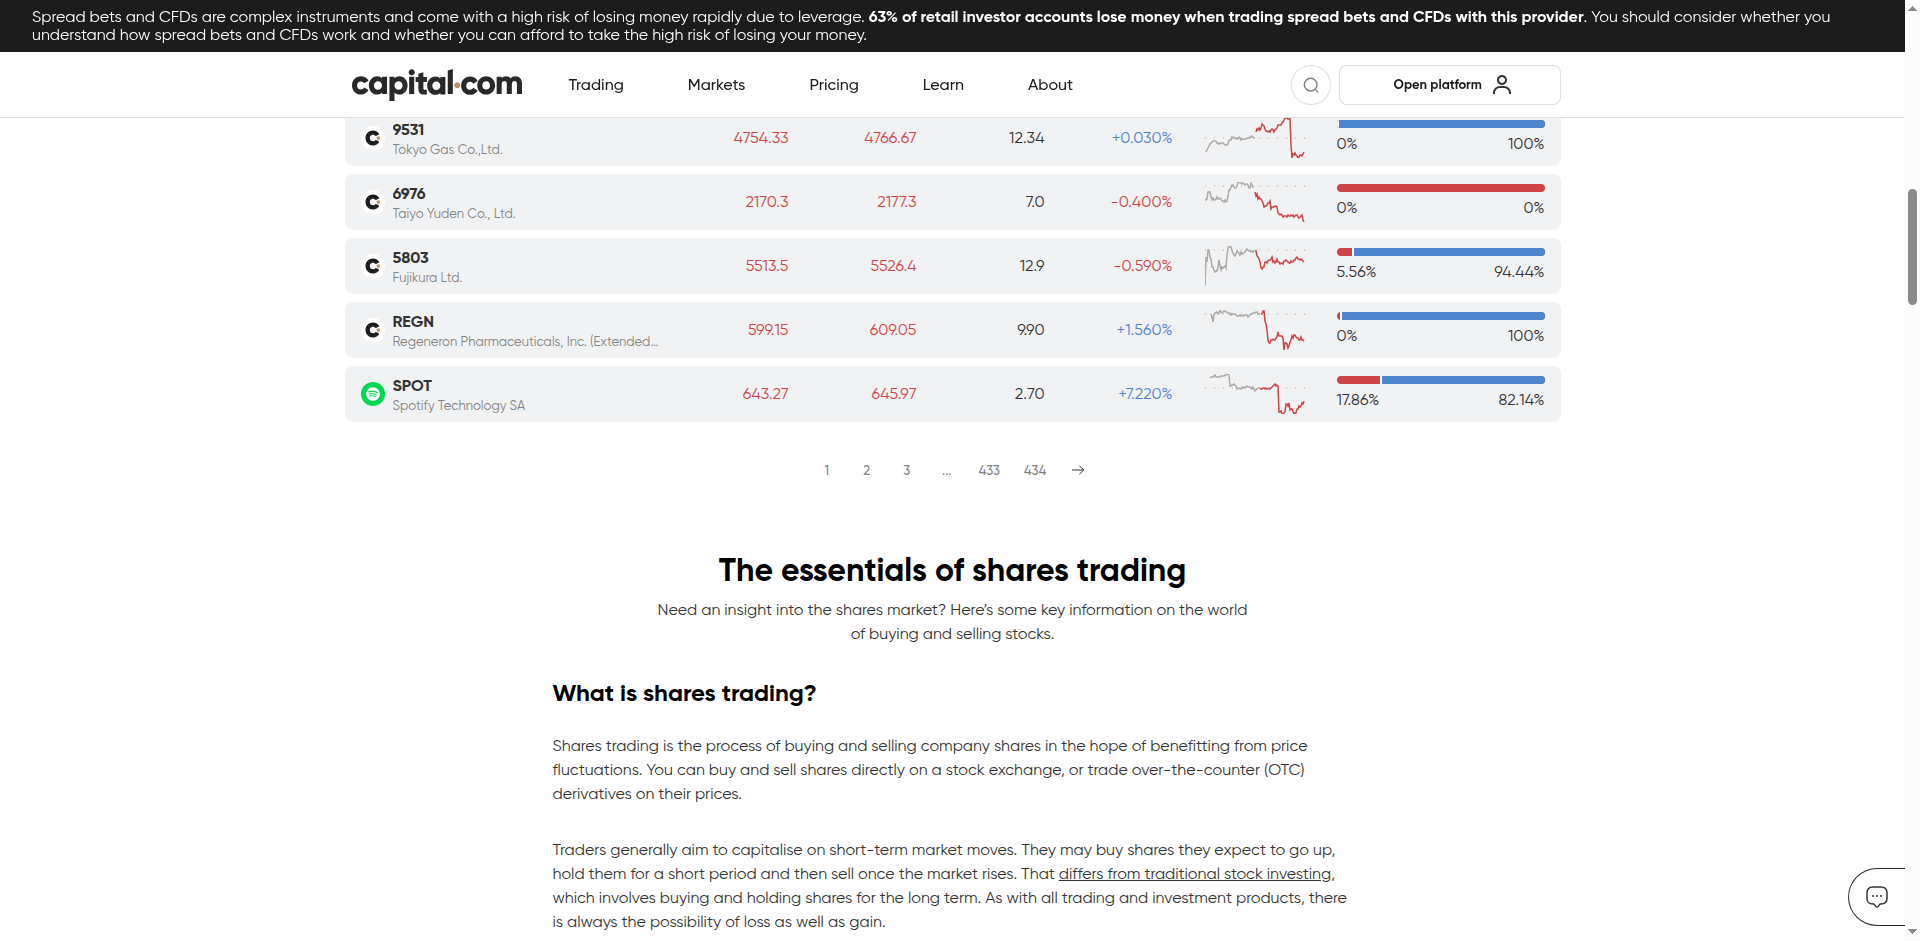 Spread bets and CFDs are complex instruments and come with a high risk of losing money rapidly due to leverage. 63% of retail investor accounts lose money when trading spread bets and CFDs with this provider. You should consider whether you
understand how spread bets and CFDs work and whether you can afford to take the high risk of losing your money.
capital.com Trading Markets Pricing Learn About Open platform
9531 4754.33 4766.67 12.34 +0.030% 0% 100%
Tokyo Gas Co.,Ltd.
6976 2170.3 2177.3 7.0 -0.400% 0% 0%
Taiyo Yuden Co., Ltd.
5803 5513.5 5526.4 12.9 -0.590% 5.56% 94.44%
Fujikura Ltd.
REGN 599.15 609.05 9.90 +1.560% 0% 100%
Regeneron Pharmaceuticals, Inc. (Extended...
SPOT 643.27 645.97 2.70 +7.220% 17.86% 82.14%
Spotify Technology SA
1 2 3 ... 433 434
The essentials of shares trading
Need an insight into the shares market? Here's some key information on the world
of buying and selling stocks.
What is shares trading?
Shares trading is the process of buying and selling company shares in the hope of benefitting from price
fluctuations. You can buy and sell shares directly on a stock exchange, or trade over-the-counter (OTC)
derivatives on their prices.
Traders generally aim to capitalise on short-term market moves. They may buy shares they expect to go up,
hold them for a short period and then sell once the market rises. That differs from traditional stock investing,
which involves buying and holding shares for the long term. As with all trading and investment products, there
is always the possibility of loss as well as gain.